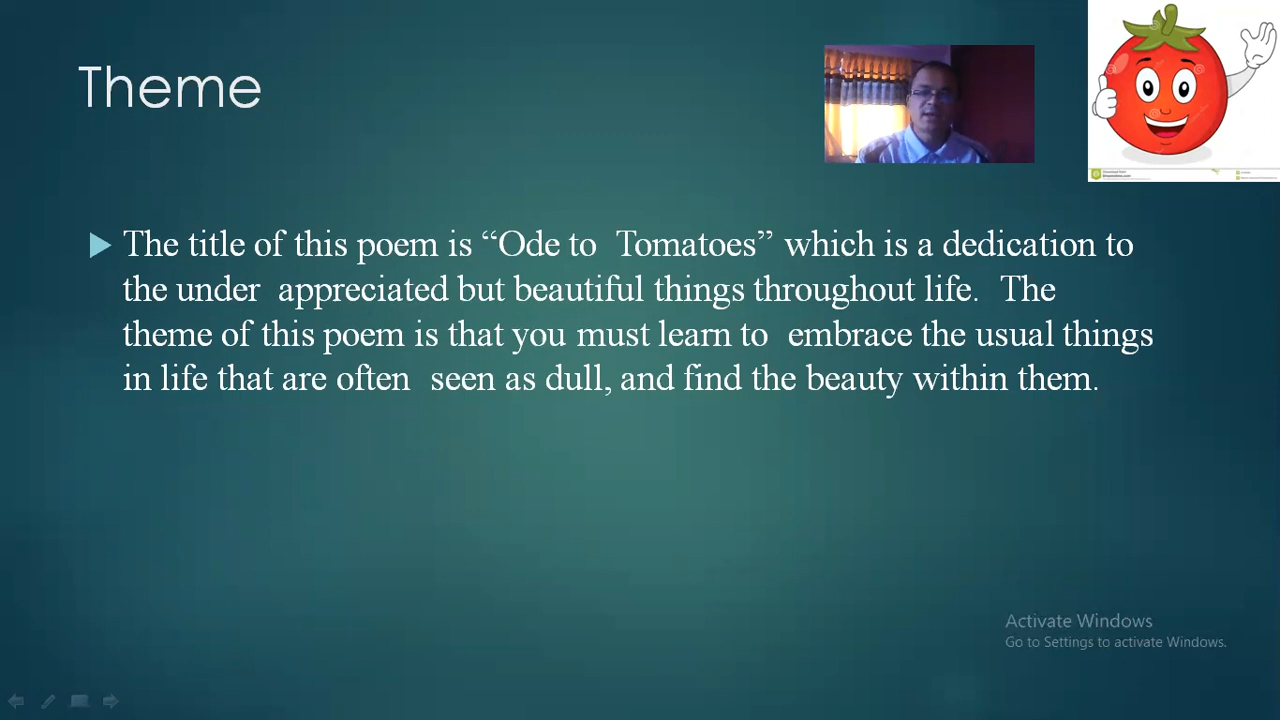 Theme
The title of this poem is “Ode to  Tomatoes” which is a dedication to
the under  appreciated but beautiful things throughout life.  The
theme of this poem is that you must learn to  embrace the usual things
in life that are often  seen as dull, and find the beauty within them.
Activate Windows
Go to Settings to activate Windows.